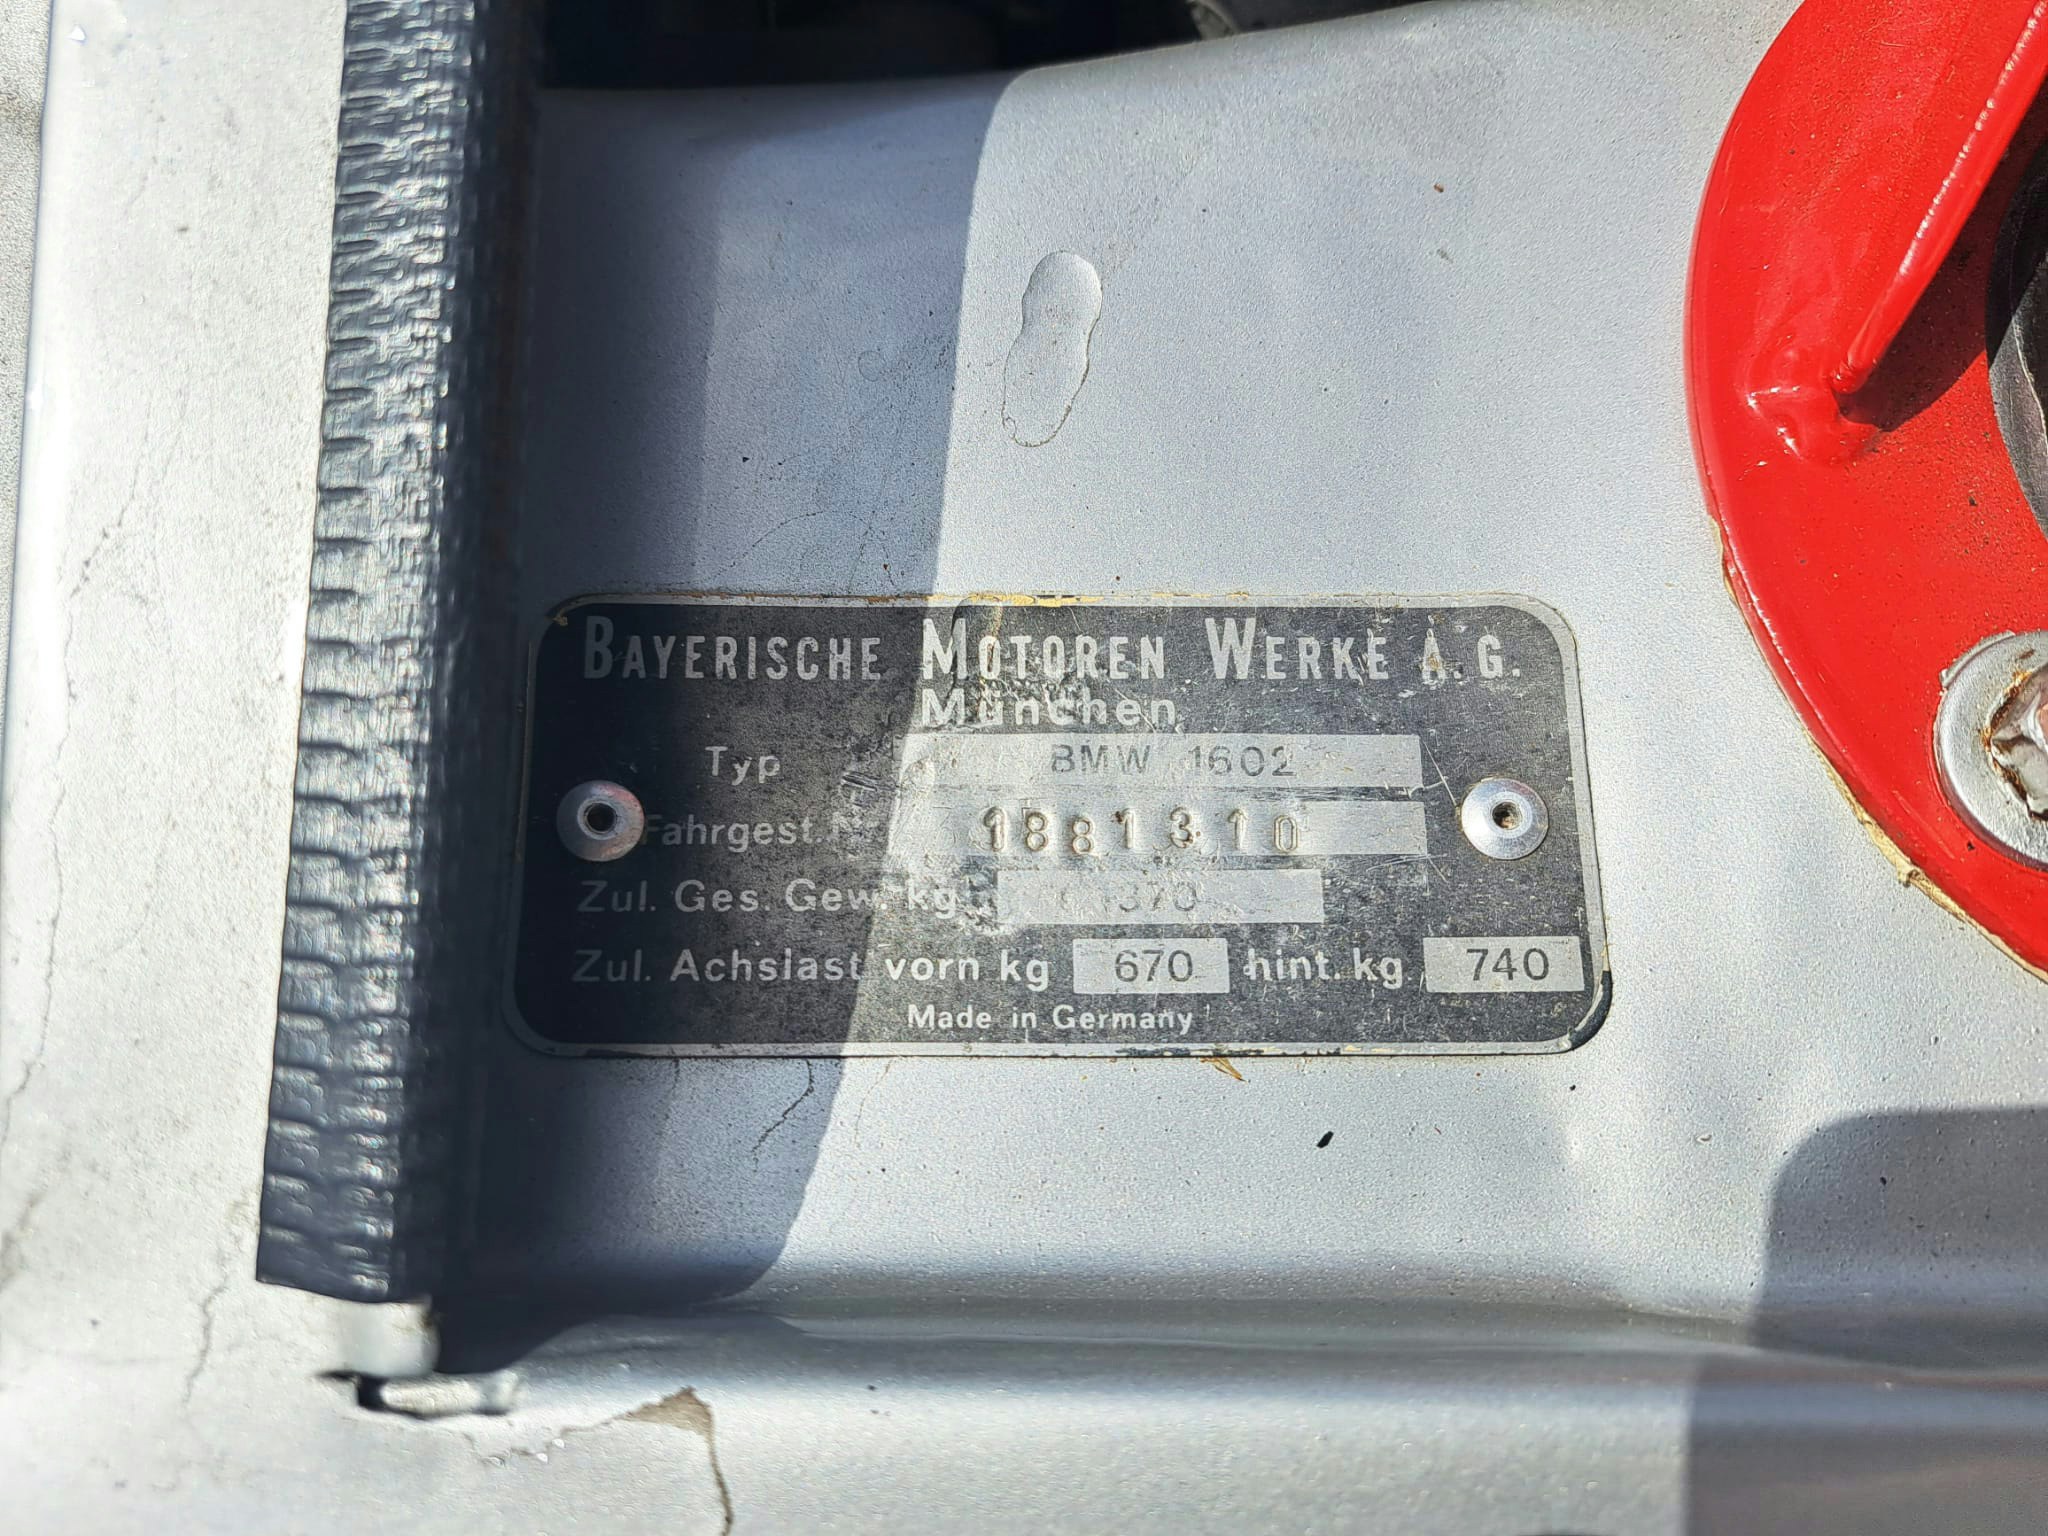 BAYERISCHE MOTOREN WERKE A.G.
München
Typ BMW 1602
Fahrgest.Nr. 1881310
Zul. Ges. Gew. kg 1370
Zul. Achslast vorn kg 670 hint. kg 740
Made in Germany